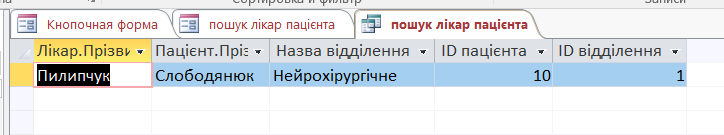 Сортировка и фильтр Записи
Кнопочная форма пошук лікар пацієнта пошук лікар пацієнта
Лікар.Прізви Пацієнт.Пріз Назва відділення ID пацієнта ID відділення
Пилипчук Слободянюк Нейрохірургічне 10 1